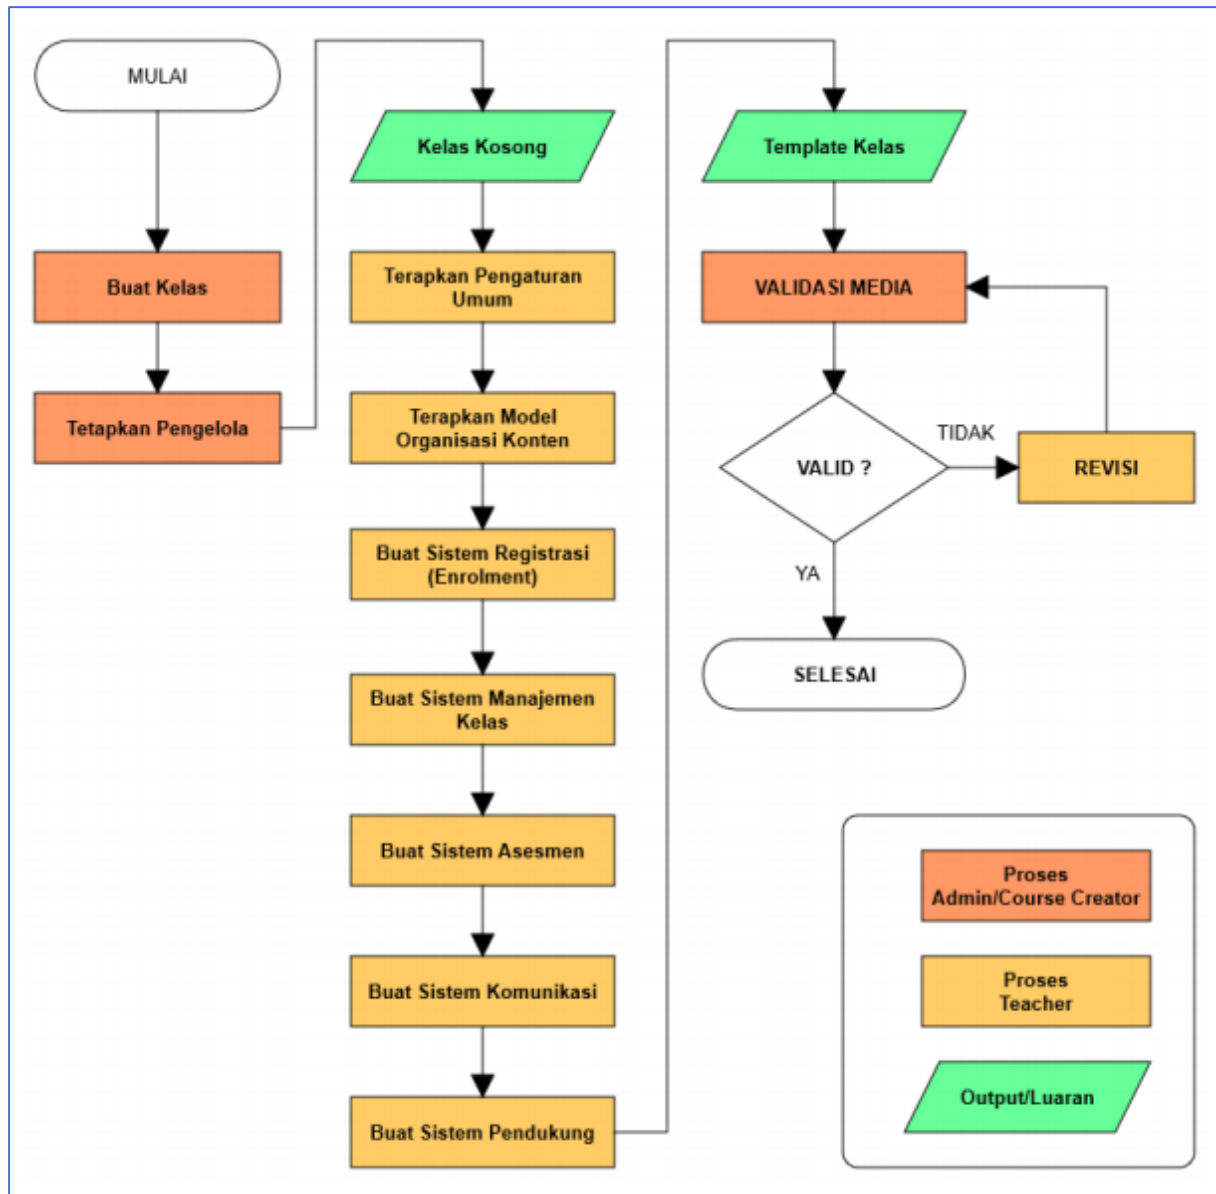 MULAI
Buat Kelas
Tetapkan Pengelola
Kelas Kosong
Terapkan Pengaturan
Umum
Terapkan Model
Organisasi Konten
Buat Sistem Registrasi
(Enrolment)
Buat Sistem Manajemen
Kelas
Buat Sistem Asesmen
Buat Sistem Komunikasi
Buat Sistem Pendukung
Template Kelas
VALIDASI MEDIA
VALID ?
TIDAK
REVISI
YA
SELESAI
Proses
Admin/Course Creator
Proses
Teacher
Output/Luaran